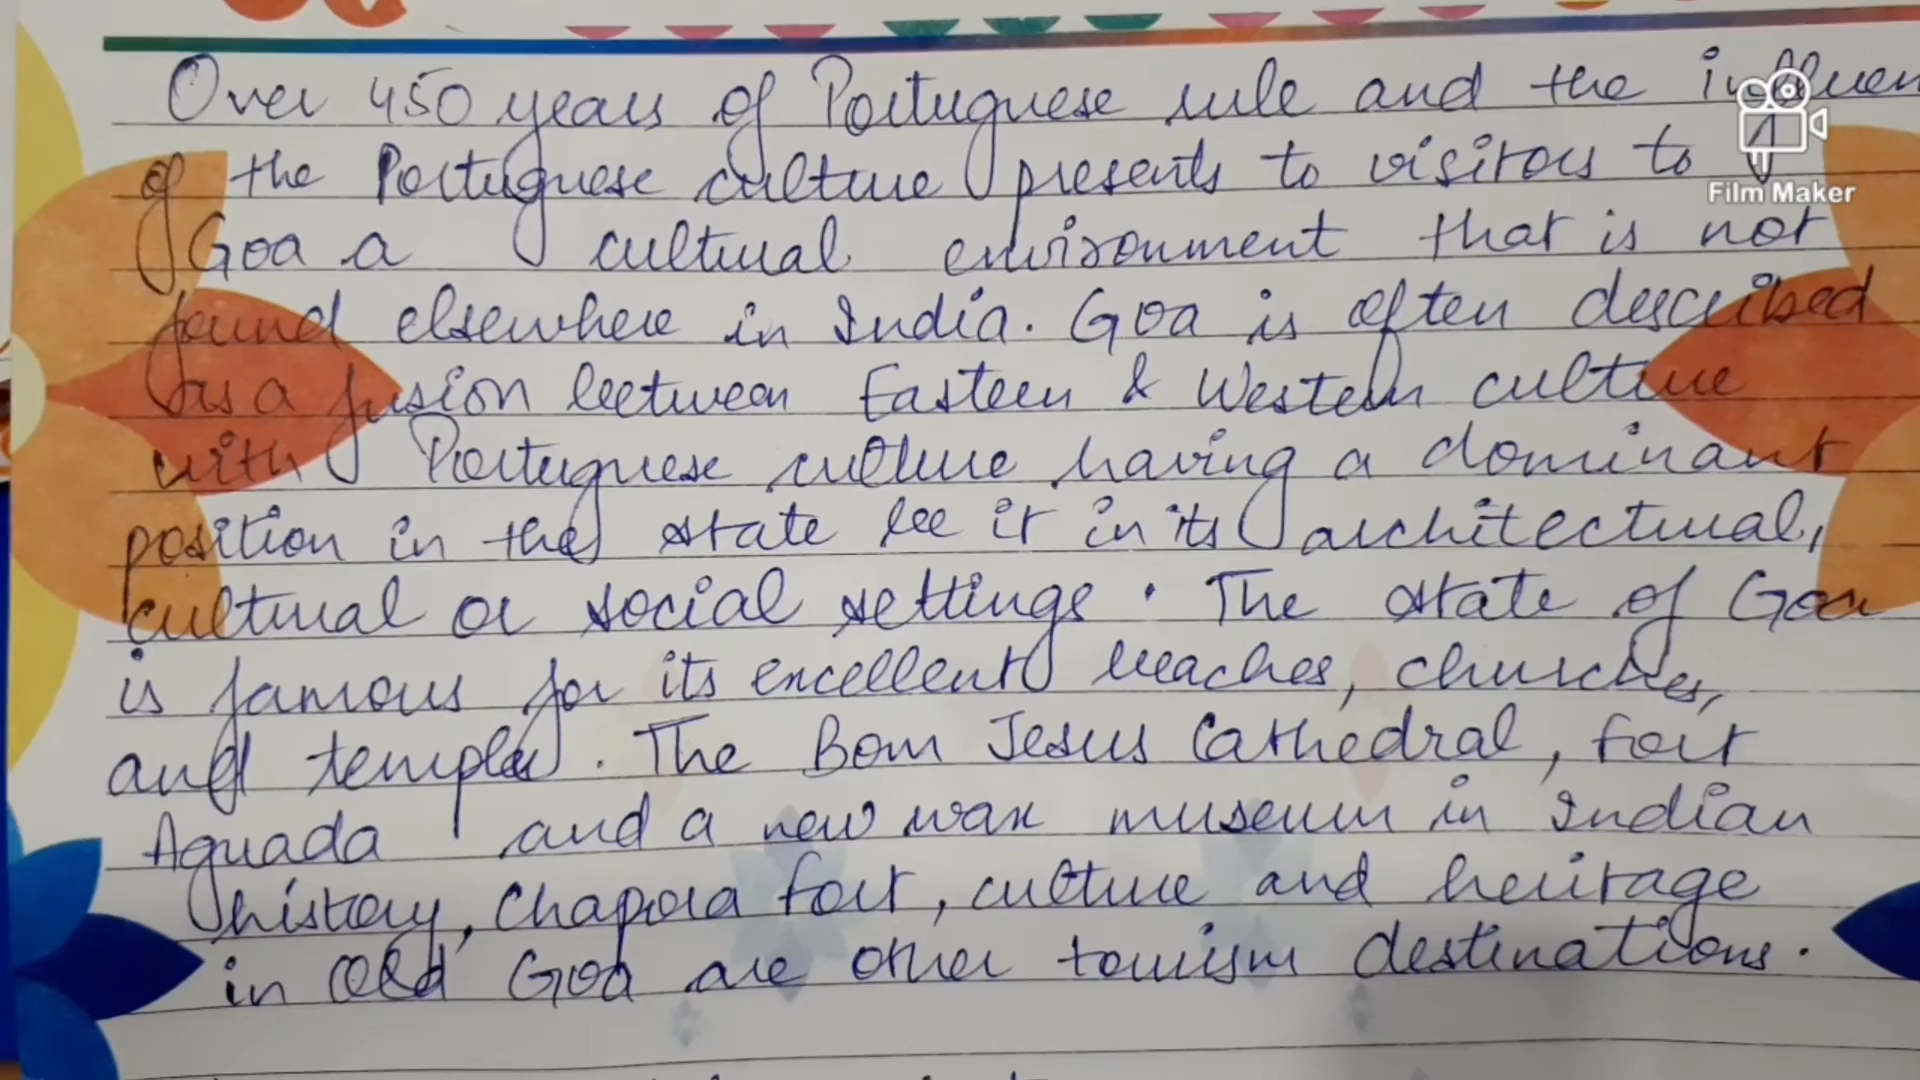 Over 450 years of Portuguese rule and the influen
of the Portuguese culture presents to visitors to
Goa a cultural environment that is not
found elsewhere in India. Goa is often described
as a fusion between Eastern & Western culture
with Portuguese culture having a dominant
position in the state be it in its architectural,
cultural or social settings. The state of Goa
is famous for its excellent beaches, churches,
and temples. The Bom Jesus Cathedral, fort
Aguada and a new wax museum in Indian
history, Chapora fort, culture and heritage
in Old Goa are other tourism destinations.
Film Maker